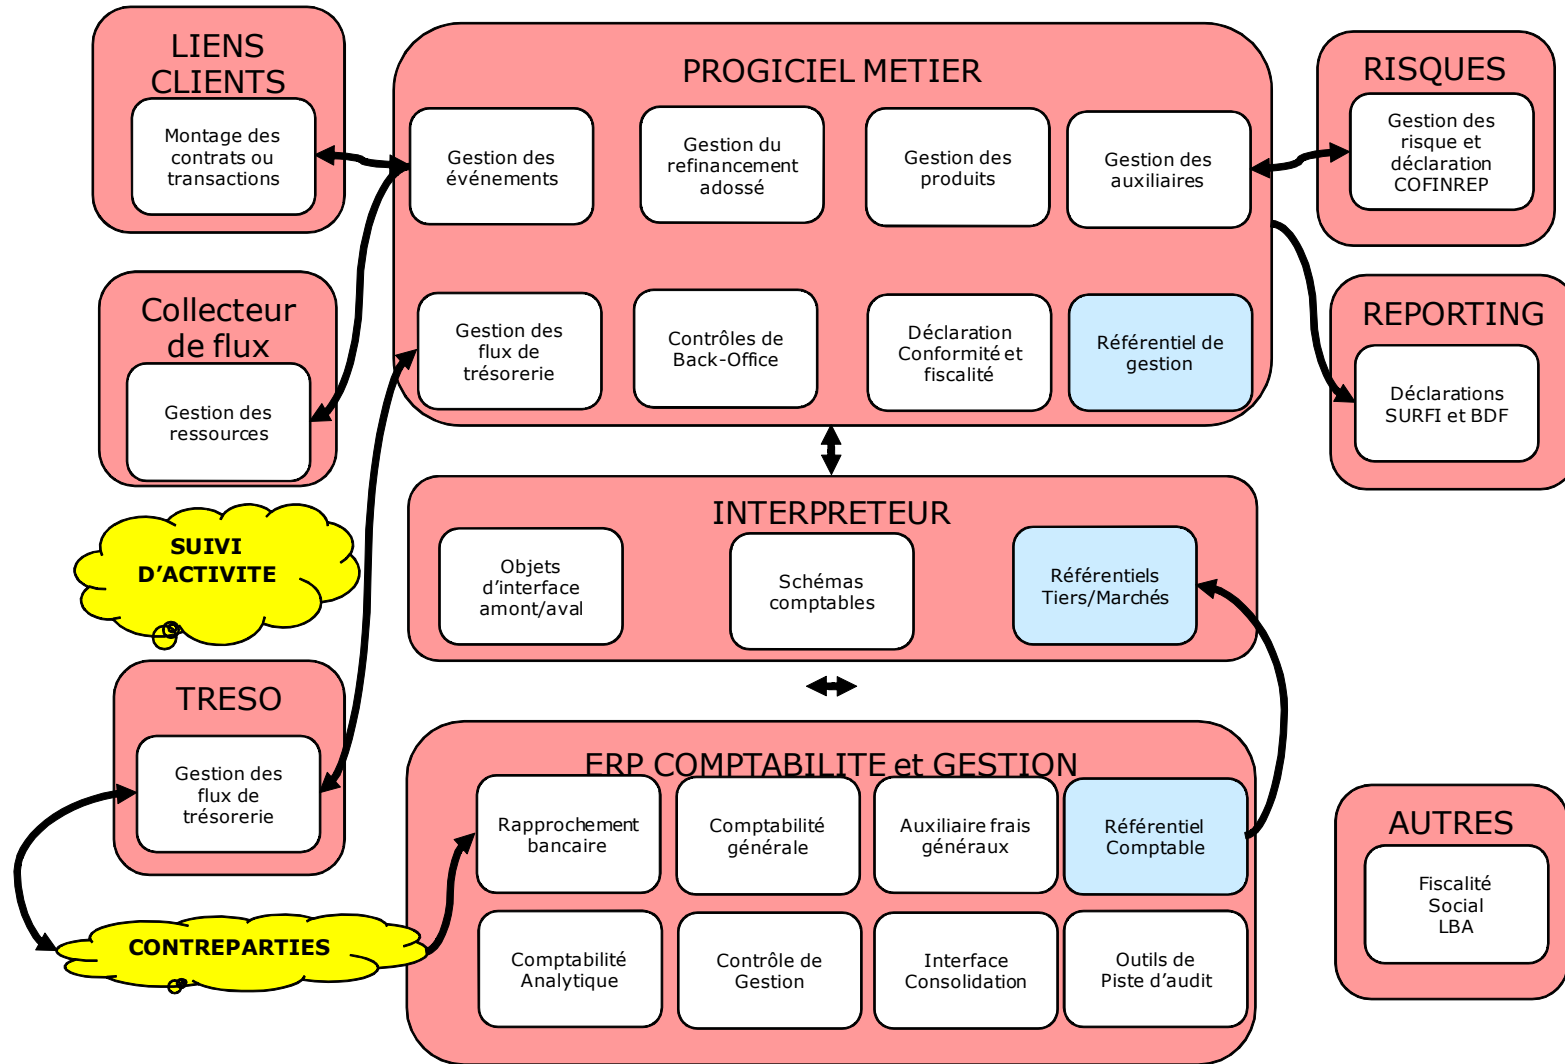 LIENS
CLIENTS
Montage des
contrats ou
transactions
PROGICIEL METIER
Gestion des
événements
Gestion du
refinancement
adossé
Gestion des
produits
Gestion des
auxiliaires
Gestion des
flux de
trésorerie
Contrôles de
Back-Office
Déclaration
Conformité et
fiscalité
Référentiel de
gestion
RISQUES
Gestion des
risque et
déclaration
COFINREP
Collecteur
de flux
Gestion des
ressources
REPORTING
Déclarations
SURFI et BDF
SUIVI
D’ACTIVITE
INTERPRETEUR
Objets
d’interface
amont/aval
Schémas
comptables
Référentiels
Tiers/Marchés
TRESO
Gestion des
flux de
trésorerie
CONTREPARTIES
ERP COMPTABILITE et GESTION
Rapprochement
bancaire
Comptabilité
générale
Auxiliaire frais
généraux
Référentiel
Comptable
Comptabilité
Analytique
Contrôle de
Gestion
Interface
Consolidation
Outils de
Piste d’audit
AUTRES
Fiscalité
Social
LBA